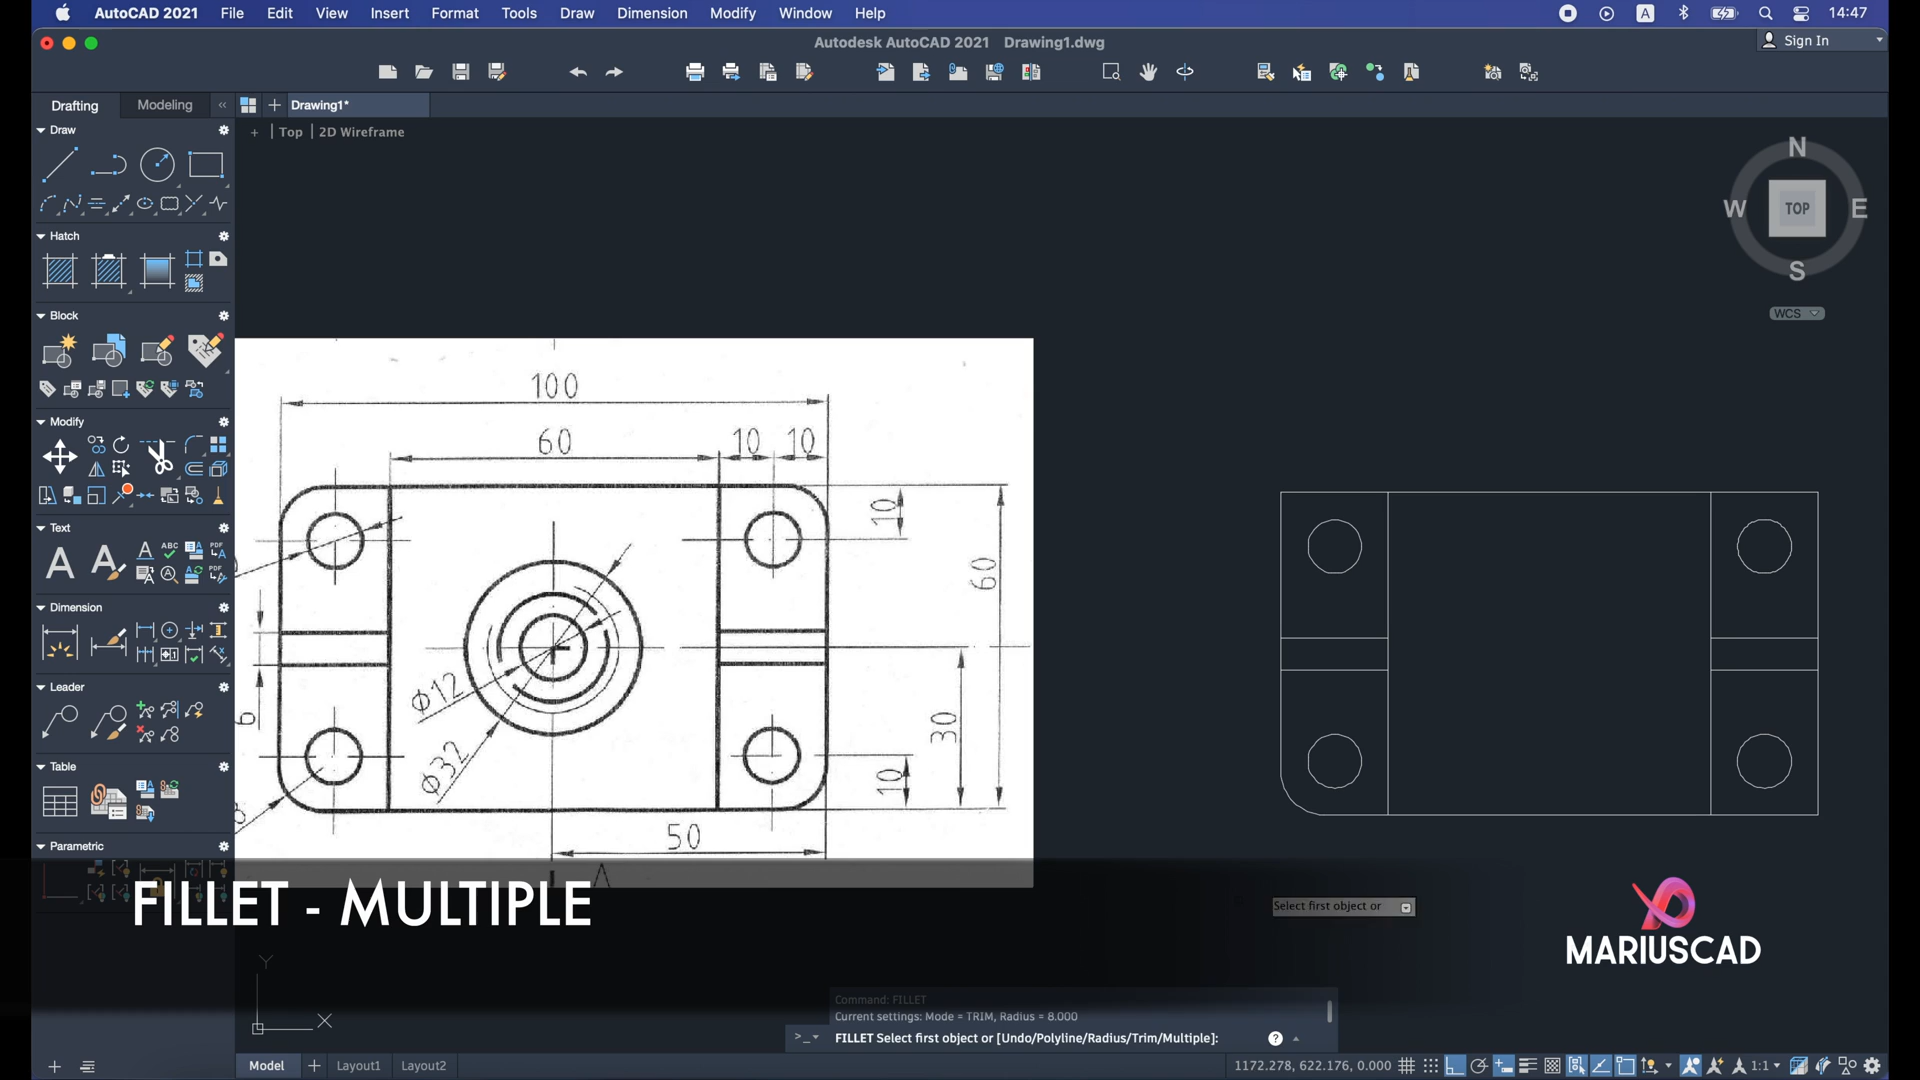 AutoCAD 2021 File Edit View Insert Format Tools Draw Dimension Modify Window Help A 14:47
Autodesk AutoCAD 2021 Drawing1.dwg Sign In
Drafting Modeling Drawing1*
Draw
Top 2D Wireframe
N
W TOP E
S
WCS
Hatch
Block
Modify
Text
Dimension
Leader
Table
Parametric
100
60 10 10
10
60
Φ12
6
30
Φ32
10
50
FILLET - MULTIPLE
Select first object or
MARIUSCAD
Y
X
Command: FILLET
Current settings: Mode = TRIM, Radius = 8.000
FILLET Select first object or [Undo/Polyline/Radius/Trim/Multiple]:
Model Layout1 Layout2 1172.278, 622.176, 0.000 1:1